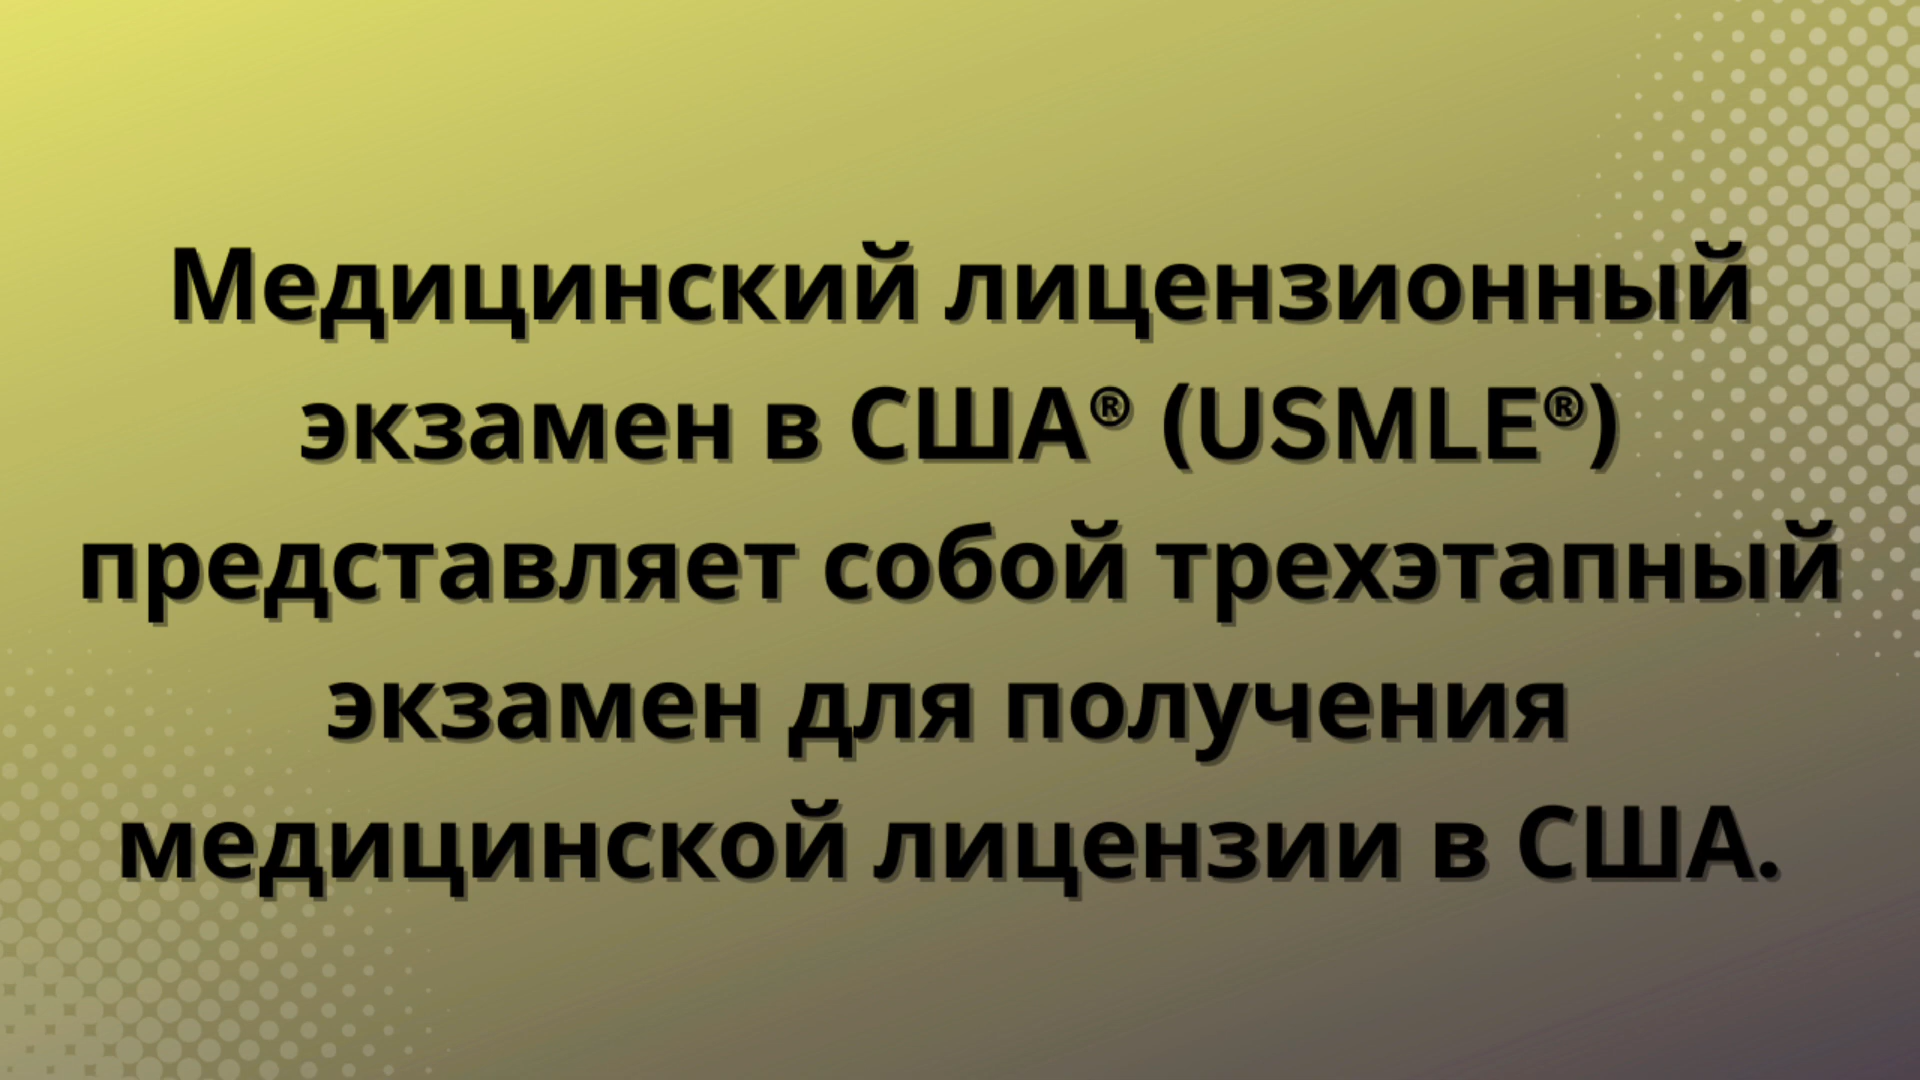 Медицинский лицензионный
экзамен в США® (USMLE®)
представляет собой трехэтапный
экзамен для получения
медицинской лицензии в США.